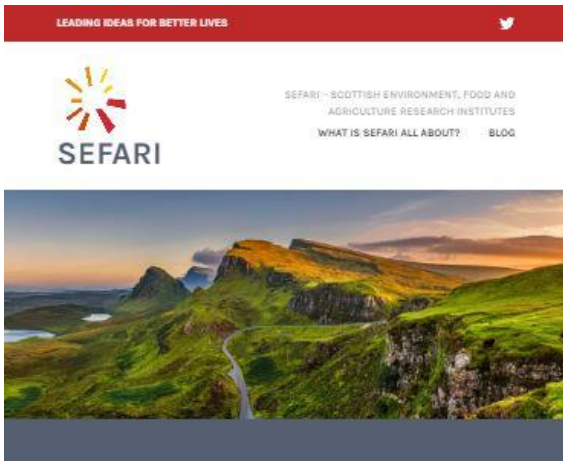 LEADING IDEAS FOR BETTER LIVES
SEFARI – SCOTTISH ENVIRONMENT, FOOD AND
AGRICULTURE RESEARCH INSTITUTES
WHAT IS SEFARI ALL ABOUT? BLOG
SEFARI